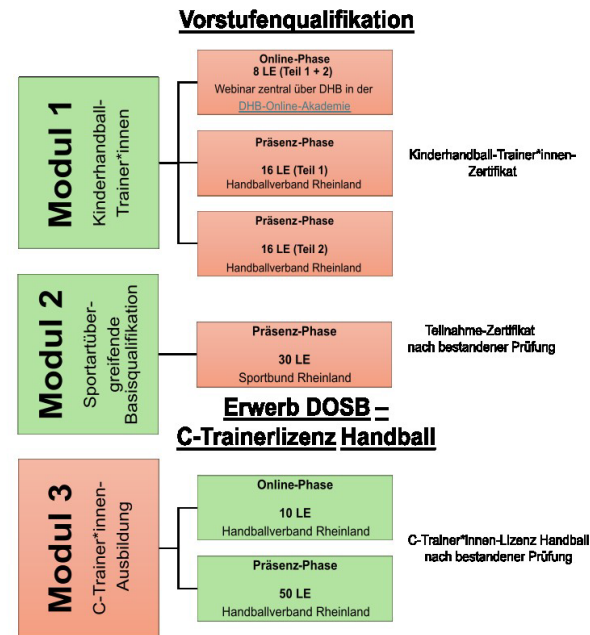 Vorstufenqualifikation
Modul 1
Kinderhandball-
Trainer*innen
Online-Phase
8 LE (Teil 1 + 2)
Webinar zentral über DHB in der
DHB-Online-Akademie
Präsenz-Phase
16 LE (Teil 1)
Handballverband Rheinland
Präsenz-Phase
16 LE (Teil 2)
Handballverband Rheinland
Kinderhandball-Trainer*innen-
Zertifikat
Modul 2
Sportartüber-
greifende
Basisqualifikation
Präsenz-Phase
30 LE
Sportbund Rheinland
Teilnahme-Zertifikat
nach bestandener Prüfung
Erwerb DOSB –
C-Trainerlizenz Handball
Modul 3
C-Trainer*innen-
Ausbildung
Online-Phase
10 LE
Handballverband Rheinland
Präsenz-Phase
50 LE
Handballverband Rheinland
C-Trainer*innen-Lizenz Handball
nach bestandener Prüfung